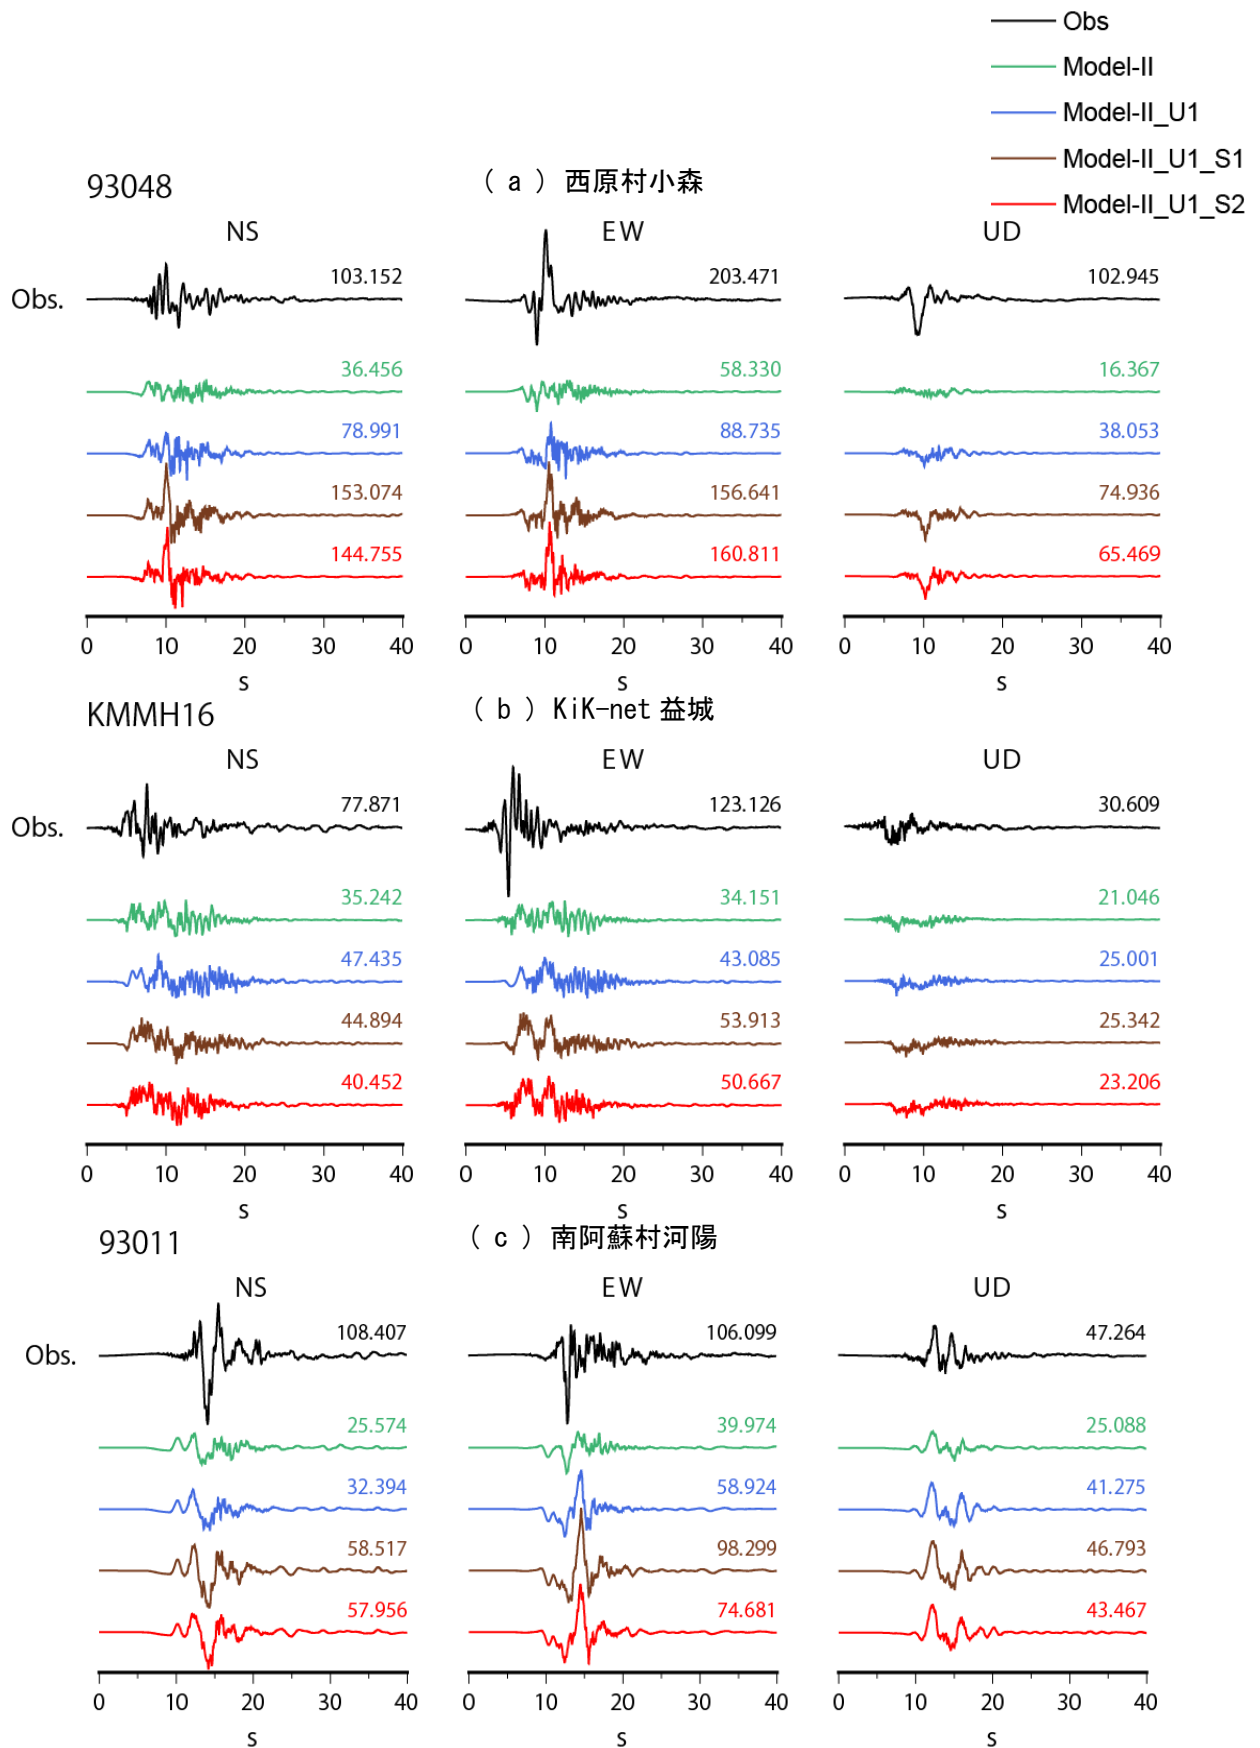 Obs
Model-II
Model-II_U1
Model-II_U1_S1
Model-II_U1_S2
93048
( a ) 西原村小森
NS EW UD
Obs. 103.152 203.471 102.945
36.456 58.330 16.367
78.991 88.735 38.053
153.074 156.641 74.936
144.755 160.811 65.469
0 10 20 30 40 0 10 20 30 40 0 10 20 30 40
s s s
KMMH16
( b ) KiK-net 益城
NS EW UD
Obs. 77.871 123.126 30.609
35.242 34.151 21.046
47.435 43.085 25.001
44.894 53.913 25.342
40.452 50.667 23.206
0 10 20 30 40 0 10 20 30 40 0 10 20 30 40
s s s
93011
( c ) 南阿蘇村河陽
NS EW UD
Obs. 108.407 106.099 47.264
25.574 39.974 25.088
32.394 58.924 41.275
58.517 98.299 46.793
57.956 74.681 43.467
0 10 20 30 40 0 10 20 30 40 0 10 20 30 40
s s s